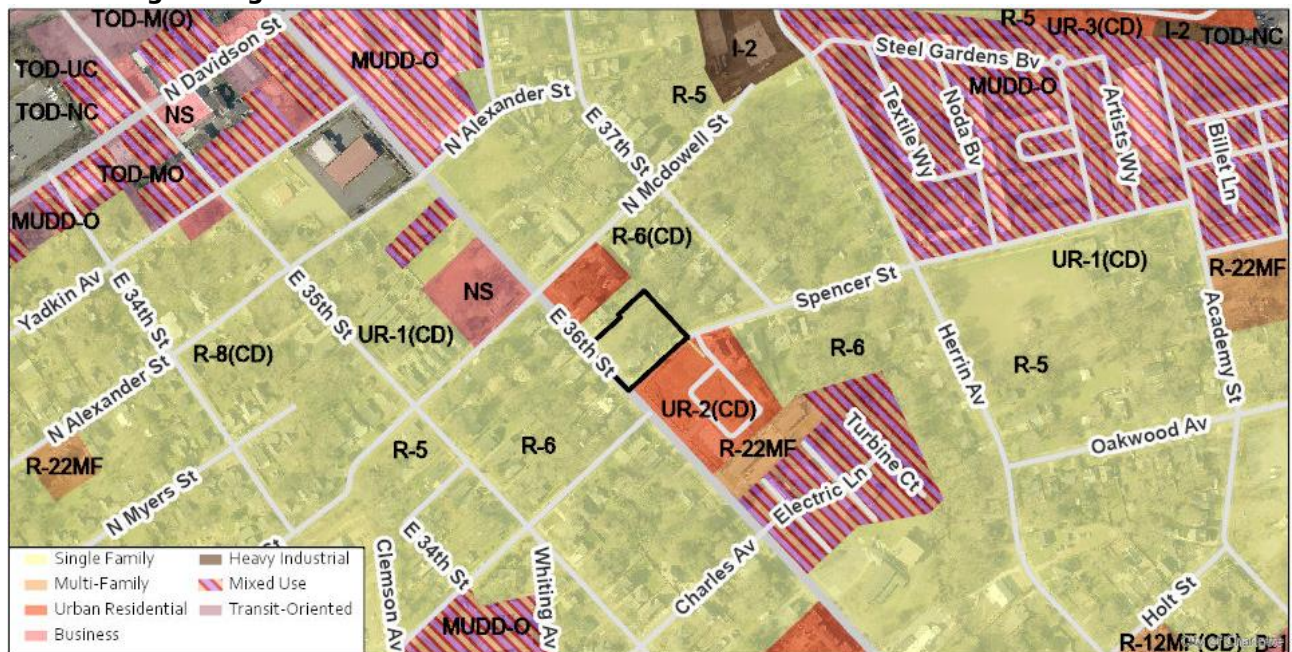 TOD-M(O)
N Davidson St
MUDD-O
R-5
UR-3(CD)
I-2
TOD-NC
TOD-UC
I-2
Steel Gardens Bv
MUDD-O
TOD-NC
NS
R-5
N Alexander St
E 37th St
N Mcdowell St
Textile Wy
Noda Bv
Artists Wy
Billet Ln
TOD-MO
MUDD-O
R-6(CD)
UR-1(CD)
R-22MF
Yadkin Av
E 34th St
E 35th St
NS
Spencer St
Academy St
UR-1(CD)
E 36th St
Herrin Av
R-8(CD)
R-6
R-5
N Alexander St
UR-2(CD)
Turbine Ct
Oakwood Av
R-22MF
R-5
R-6
R-22MF
N Myers St
Electric Ln
St
E 34th St
Clemson Av
Whiting Av
Charles Av
Holt St
MUDD-O
R-12MF(CD)
Single Family
Heavy Industrial
Multi-Family
Mixed Use
Urban Residential
Transit-Oriented
Business